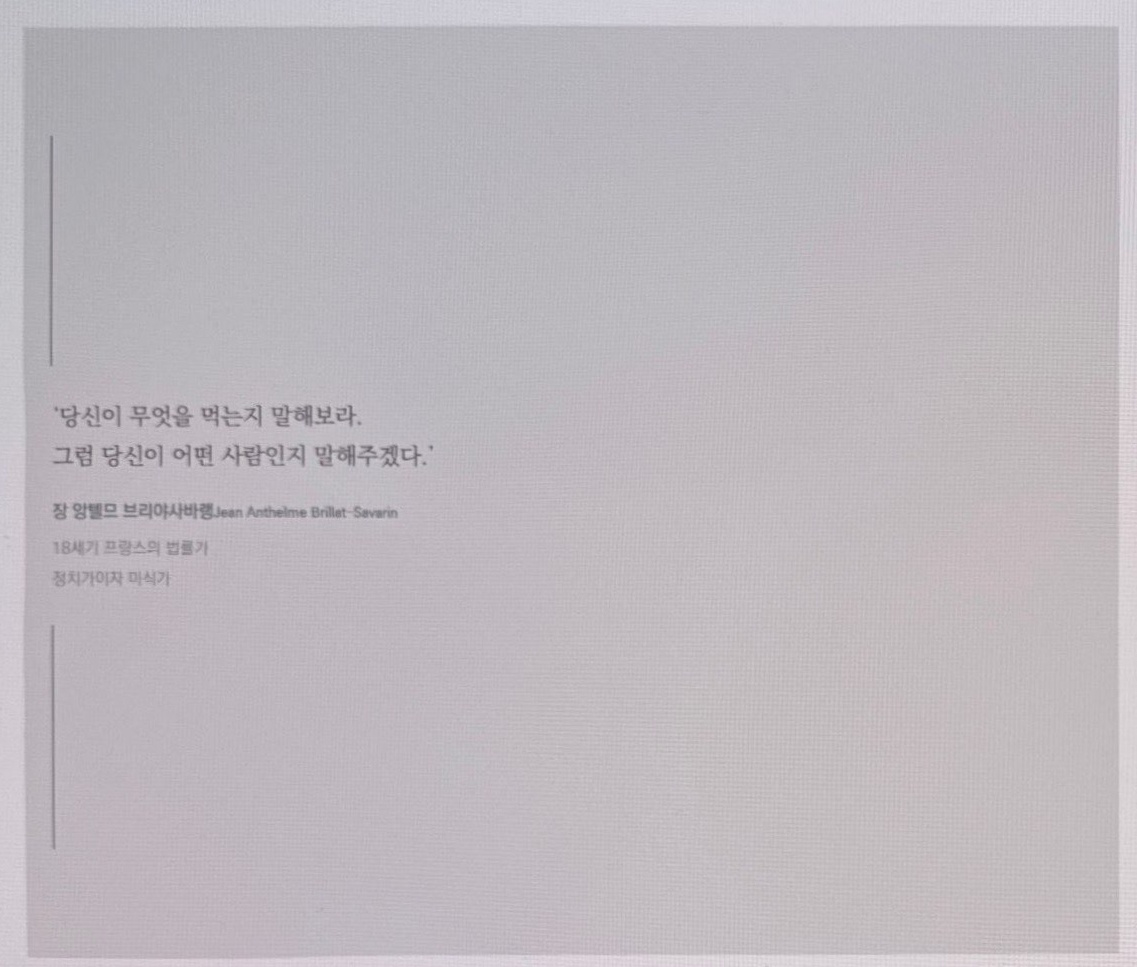 '당신이 무엇을 먹는지 말해보라.
그럼 당신이 어떤 사람인지 말해주겠다.'
장 앙텔므 브리야사바랭Jean Anthelme Brillat-Savarin
18세기 프랑스의 법률가
정치가이자 미식가